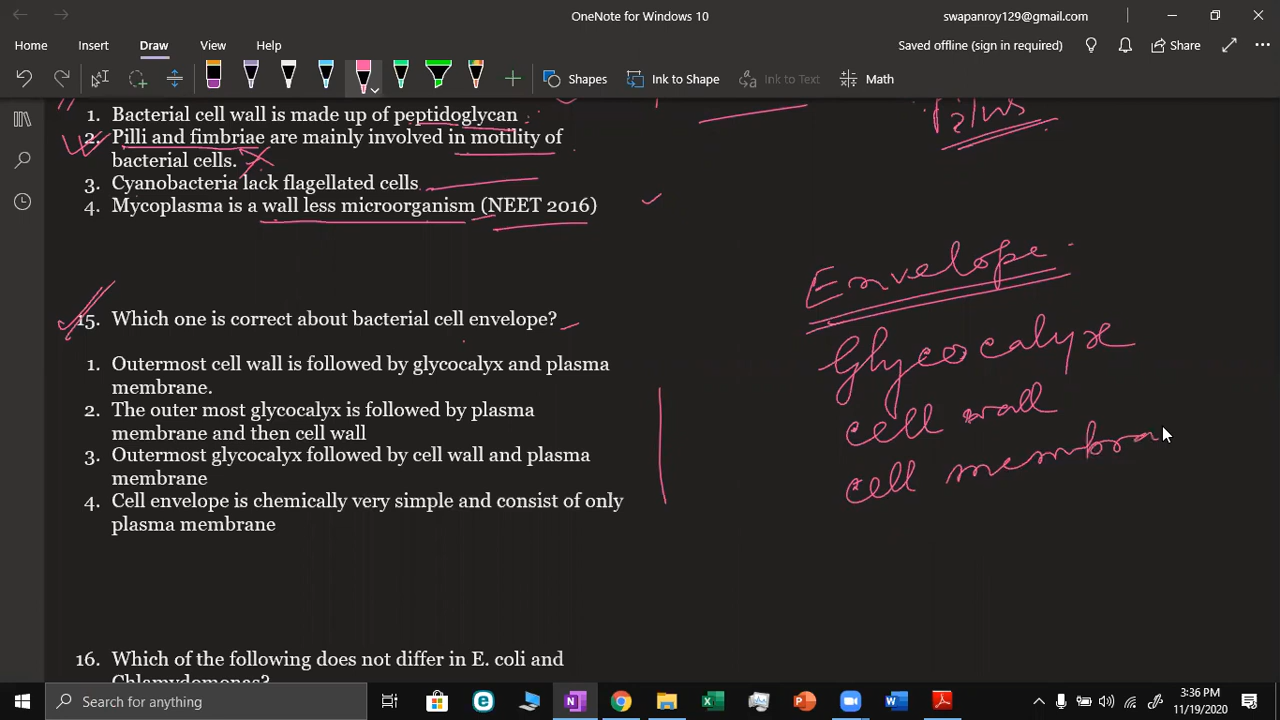 OneNote for Windows 10
swapanroy129@gmail.com
Home Insert Draw View Help
Saved offline (sign in required)
Share
Shapes
Ink to Shape
Ink to Text
Math
1. Bacterial cell wall is made up of peptidoglycan
2. Pilli and fimbriae are mainly involved in motility of
bacterial cells.
3. Cyanobacteria lack flagellated cells
4. Mycoplasma is a wall less microorganism (NEET 2016)
Pilus
15. Which one is correct about bacterial cell envelope?
1. Outermost cell wall is followed by glycocalyx and plasma
membrane.
2. The outer most glycocalyx is followed by plasma
membrane and then cell wall
3. Outermost glycocalyx followed by cell wall and plasma
membrane
4. Cell envelope is chemically very simple and consist of only
plasma membrane
Envelope
Glycocalyx
cell wall
cell membra
16. Which of the following does not differ in E. coli and
Chlamydomonas?
Search for anything
3:36 PM
11/19/2020